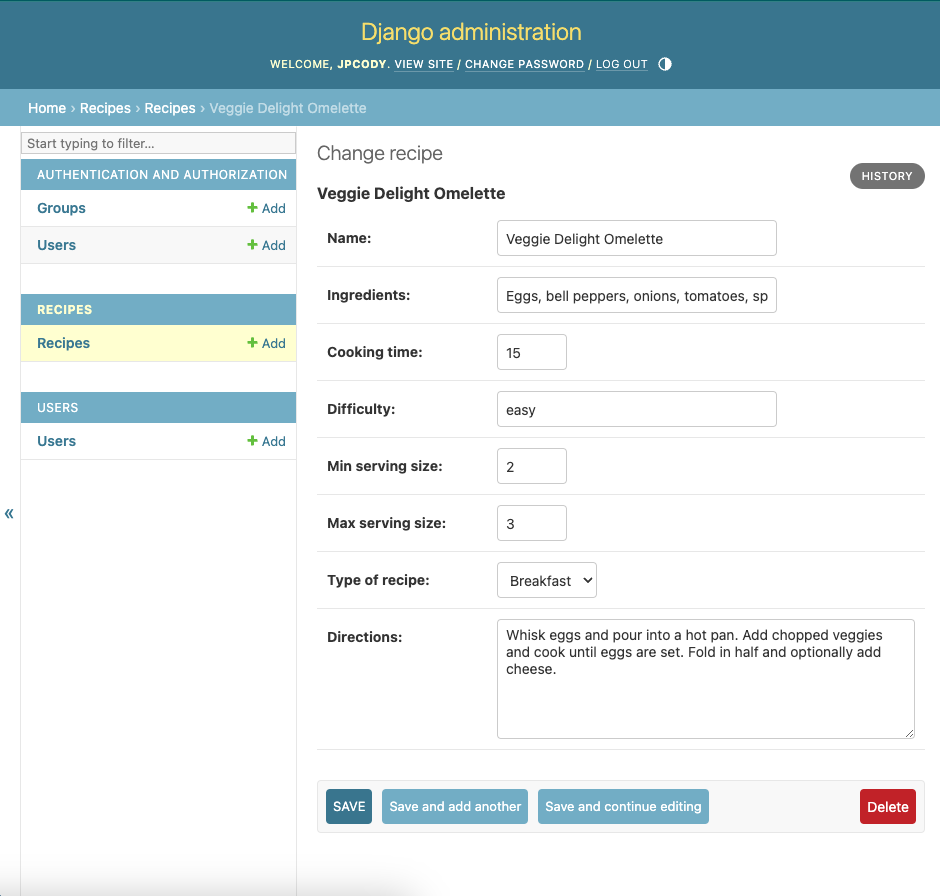 Django administration
WELCOME, JPCODY. VIEW SITE / CHANGE PASSWORD / LOG OUT
Home › Recipes › Recipes › Veggie Delight Omelette
Start typing to filter...
AUTHENTICATION AND AUTHORIZATION
Groups + Add
Users + Add
RECIPES
Recipes + Add
USERS
Users + Add
«
Change recipe
HISTORY
Veggie Delight Omelette
Name: Veggie Delight Omelette
Ingredients: Eggs, bell peppers, onions, tomatoes, sp
Cooking time: 15
Difficulty: easy
Min serving size: 2
Max serving size: 3
Type of recipe: Breakfast
Directions: Whisk eggs and pour into a hot pan. Add chopped veggies
and cook until eggs are set. Fold in half and optionally add
cheese.
SAVE Save and add another Save and continue editing Delete